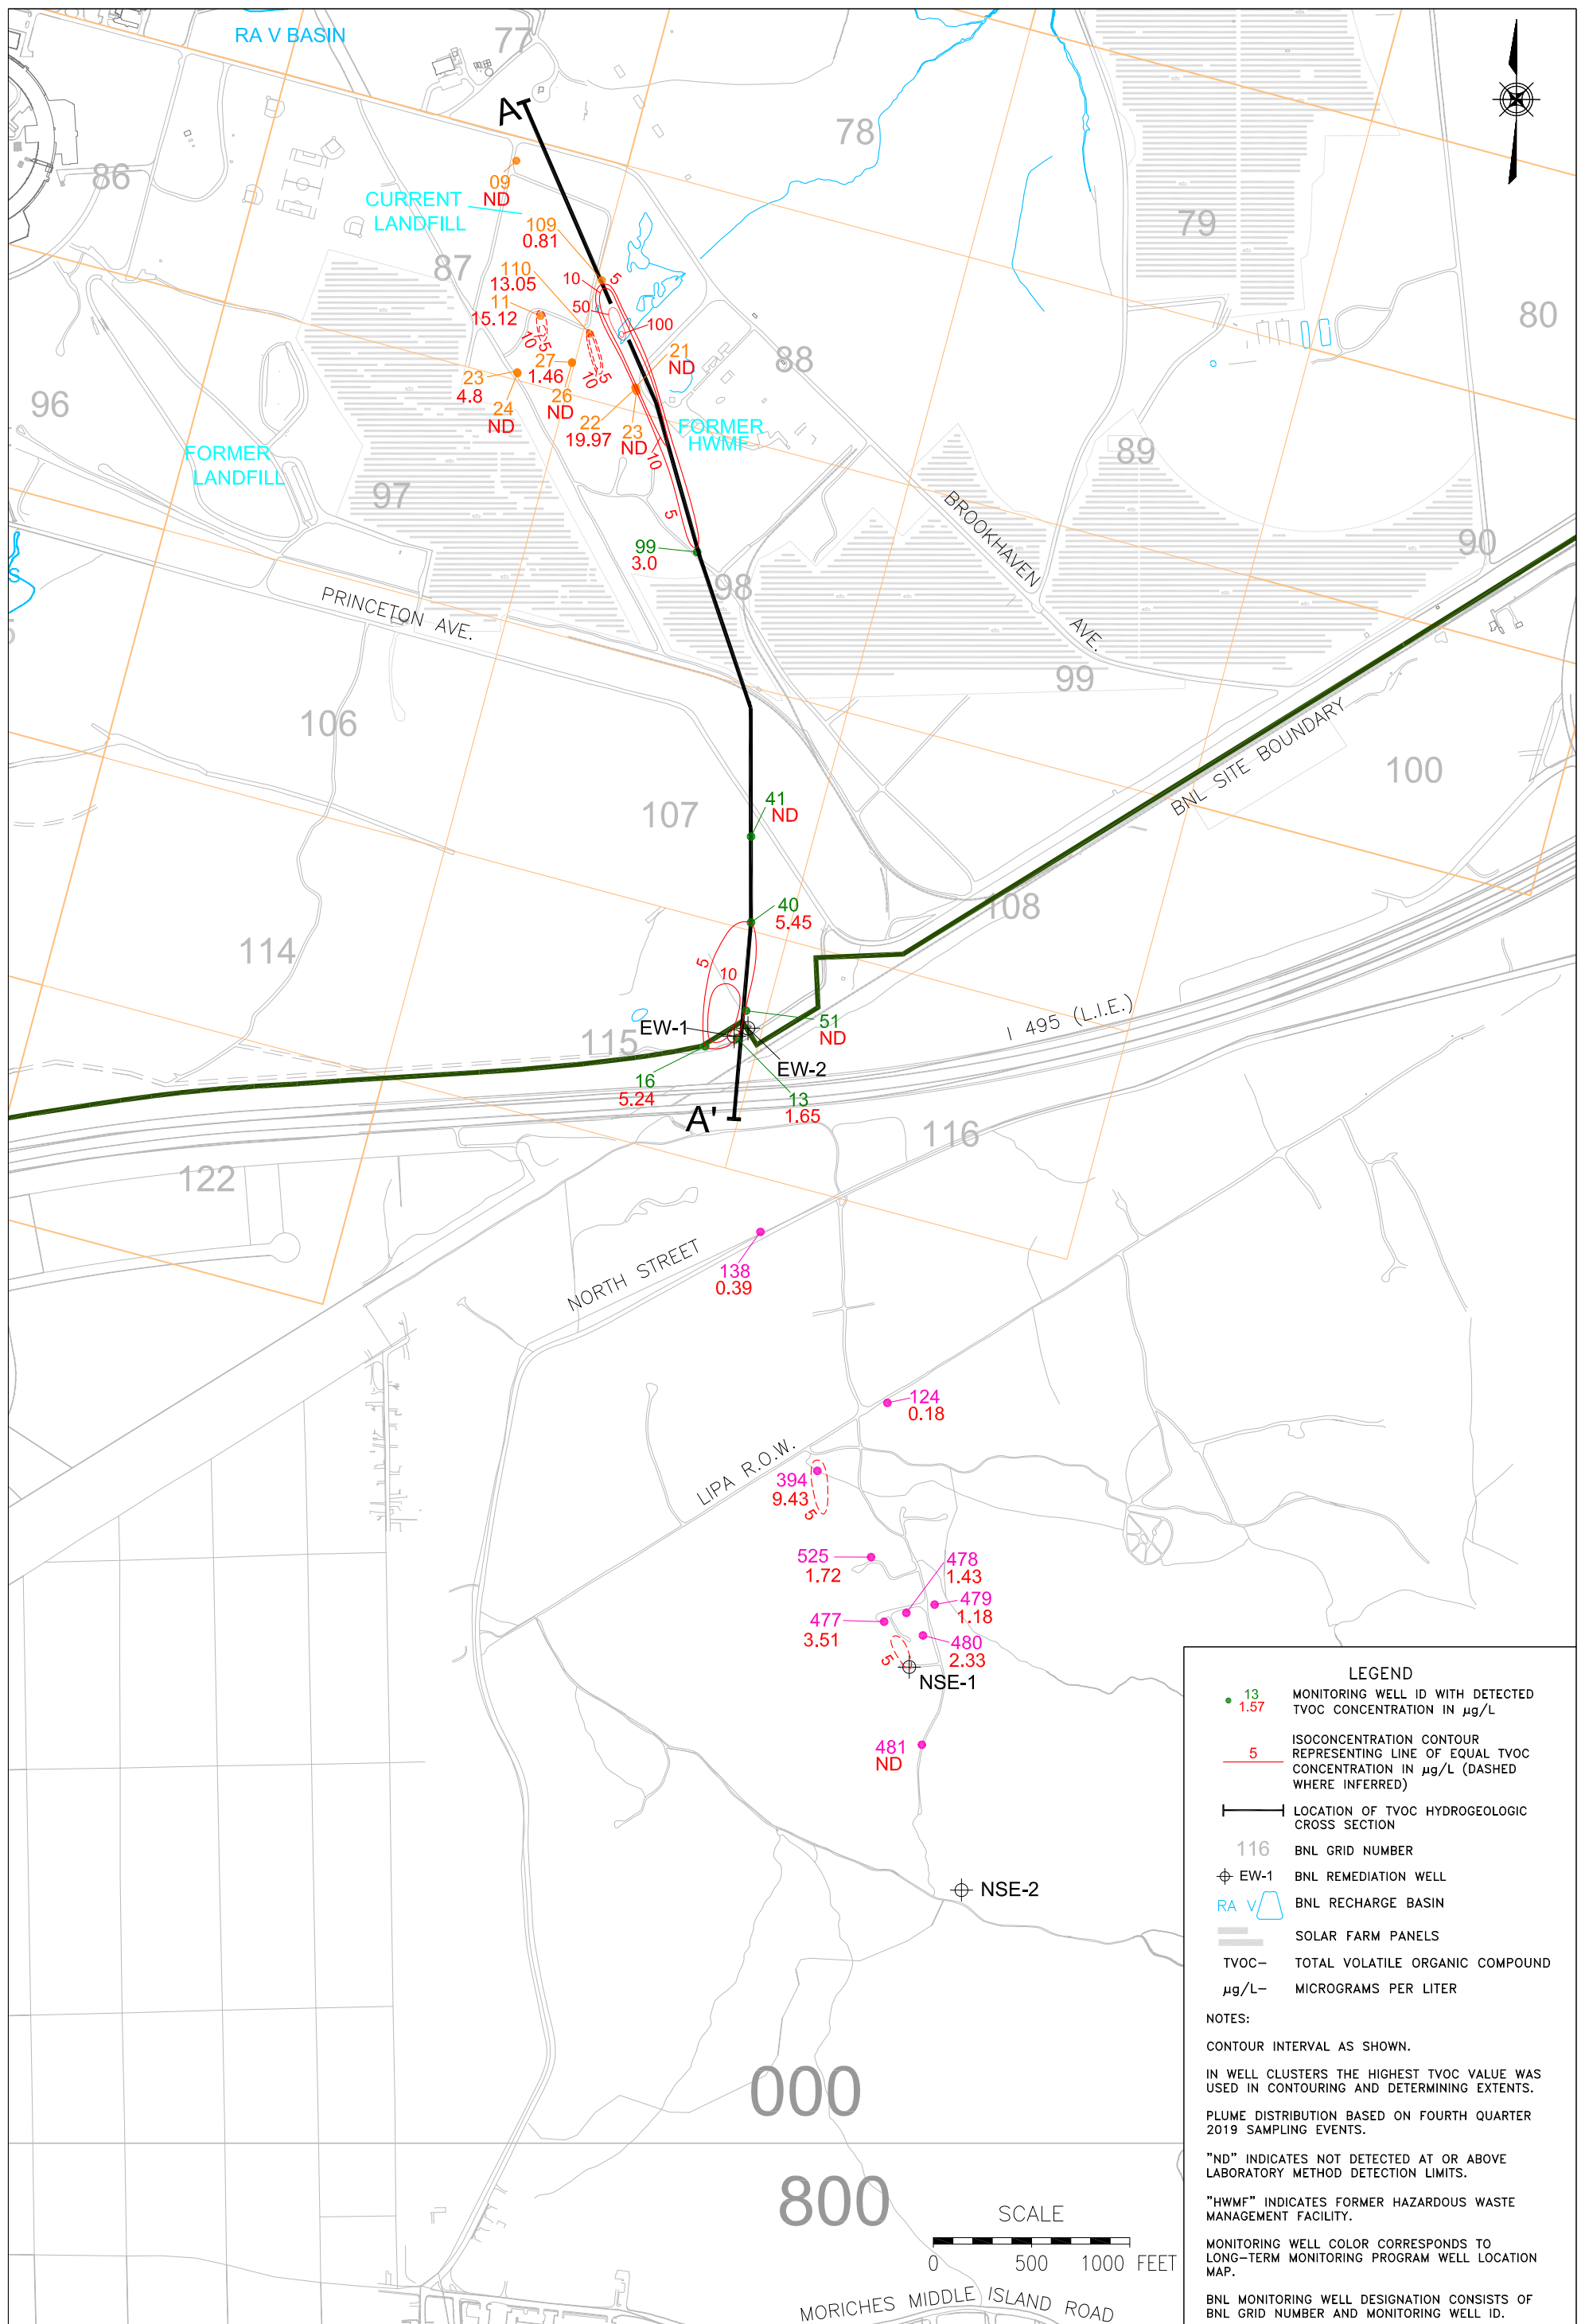 RA V BASIN
77
A
78
86
09
ND
CURRENT
LANDFILL
109
0.81
79
87
110
13.05
10
5
50
11
15.12
100
10
5
80
27
1.46
10
5
21
ND
88
23
4.8
26
ND
24
ND
22
19.97
23
ND
96
FORMER
HWMF
10
FORMER
LANDFILL
89
97
5
BROOKHAVEN
AVE.
90
99
3.0
98
S
PRINCETON AVE.
99
106
BNL SITE BOUNDARY
100
107
41
ND
40
5.45
108
114
5
10
I 495 (L.I.E.)
51
ND
EW-1
115
EW-2
16
5.24
13
1.65
A'
116
122
138
0.39
NORTH STREET
124
0.18
LIPA R.O.W.
394
9.43
5
525
1.72
478
1.43
479
1.18
477
3.51
480
2.33
5
NSE-1
481
ND
NSE-2
000
800
SCALE
0 500 1000 FEET
MORICHES MIDDLE ISLAND ROAD
LEGEND
13
1.57
MONITORING WELL ID WITH DETECTED
TVOC CONCENTRATION IN µg/L
5
ISOCONCENTRATION CONTOUR
REPRESENTING LINE OF EQUAL TVOC
CONCENTRATION IN µg/L (DASHED
WHERE INFERRED)
LOCATION OF TVOC HYDROGEOLOGIC
CROSS SECTION
116 BNL GRID NUMBER
EW-1 BNL REMEDIATION WELL
RA V BNL RECHARGE BASIN
SOLAR FARM PANELS
TVOC– TOTAL VOLATILE ORGANIC COMPOUND
µg/L– MICROGRAMS PER LITER
NOTES:
CONTOUR INTERVAL AS SHOWN.
IN WELL CLUSTERS THE HIGHEST TVOC VALUE WAS
USED IN CONTOURING AND DETERMINING EXTENTS.
PLUME DISTRIBUTION BASED ON FOURTH QUARTER
2019 SAMPLING EVENTS.
"ND" INDICATES NOT DETECTED AT OR ABOVE
LABORATORY METHOD DETECTION LIMITS.
"HWMF" INDICATES FORMER HAZARDOUS WASTE
MANAGEMENT FACILITY.
MONITORING WELL COLOR CORRESPONDS TO
LONG–TERM MONITORING PROGRAM WELL LOCATION
MAP.
BNL MONITORING WELL DESIGNATION CONSISTS OF
BNL GRID NUMBER AND MONITORING WELL ID.